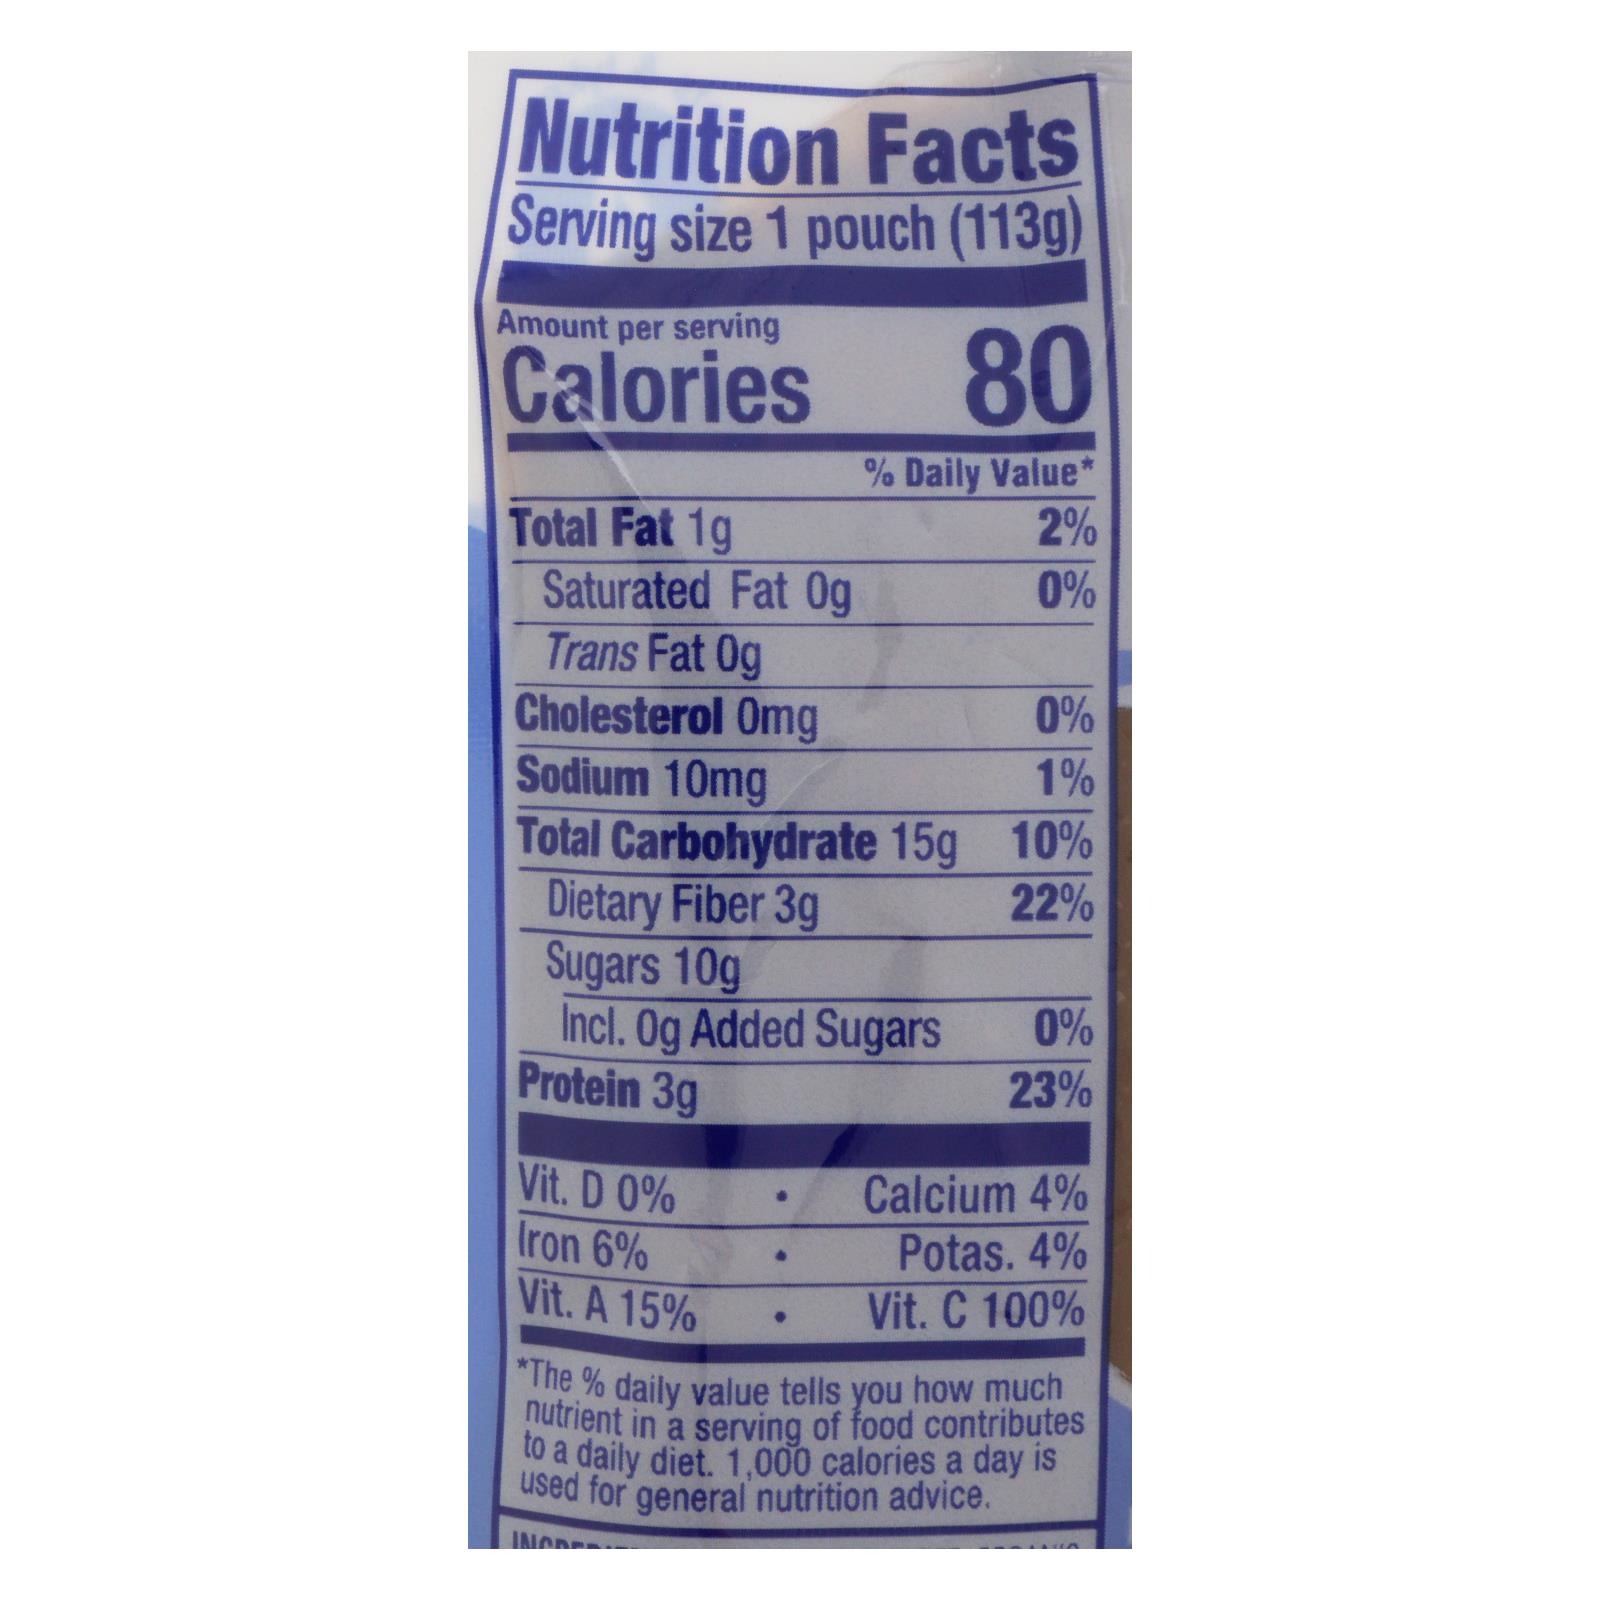 Nutrition Facts
Serving size 1 pouch (113g)
Amount per serving
Calories 80
% Daily Value*
Total Fat 1g 2%
Saturated Fat 0g 0%
Trans Fat 0g
Cholesterol 0mg 0%
Sodium 10mg 1%
Total Carbohydrate 15g 10%
Dietary Fiber 3g 22%
Sugars 10g
Incl. 0g Added Sugars 0%
Protein 3g 23%
Vit. D 0% • Calcium 4%
Iron 6% • Potas. 4%
Vit. A 15% • Vit. C 100%
*The % daily value tells you how much
nutrient in a serving of food contributes
to a daily diet. 1,000 calories a day is
used for general nutrition advice.